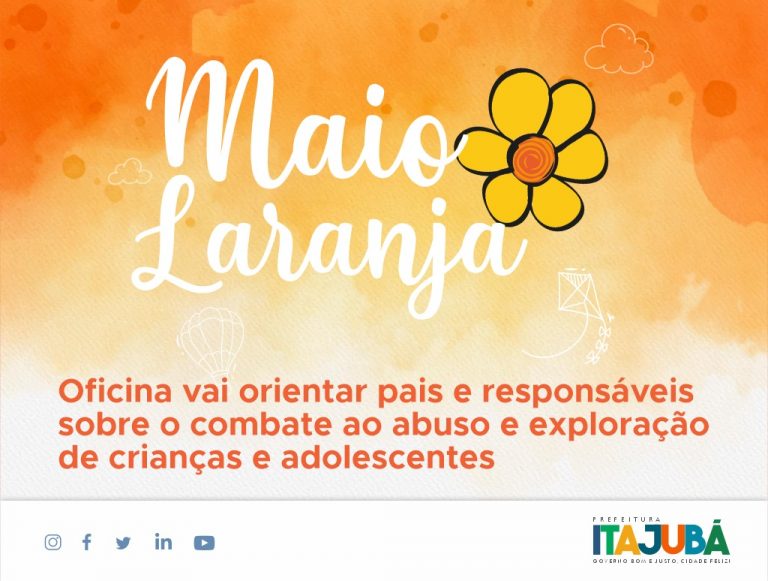 Maio
Laranja
Oficina vai orientar pais e responsáveis
sobre o combate ao abuso e exploração
de crianças e adolescentes
PREFEITURA
ITAJUBÁ
GOVERNO BOM E JUSTO, CIDADE FELIZ!